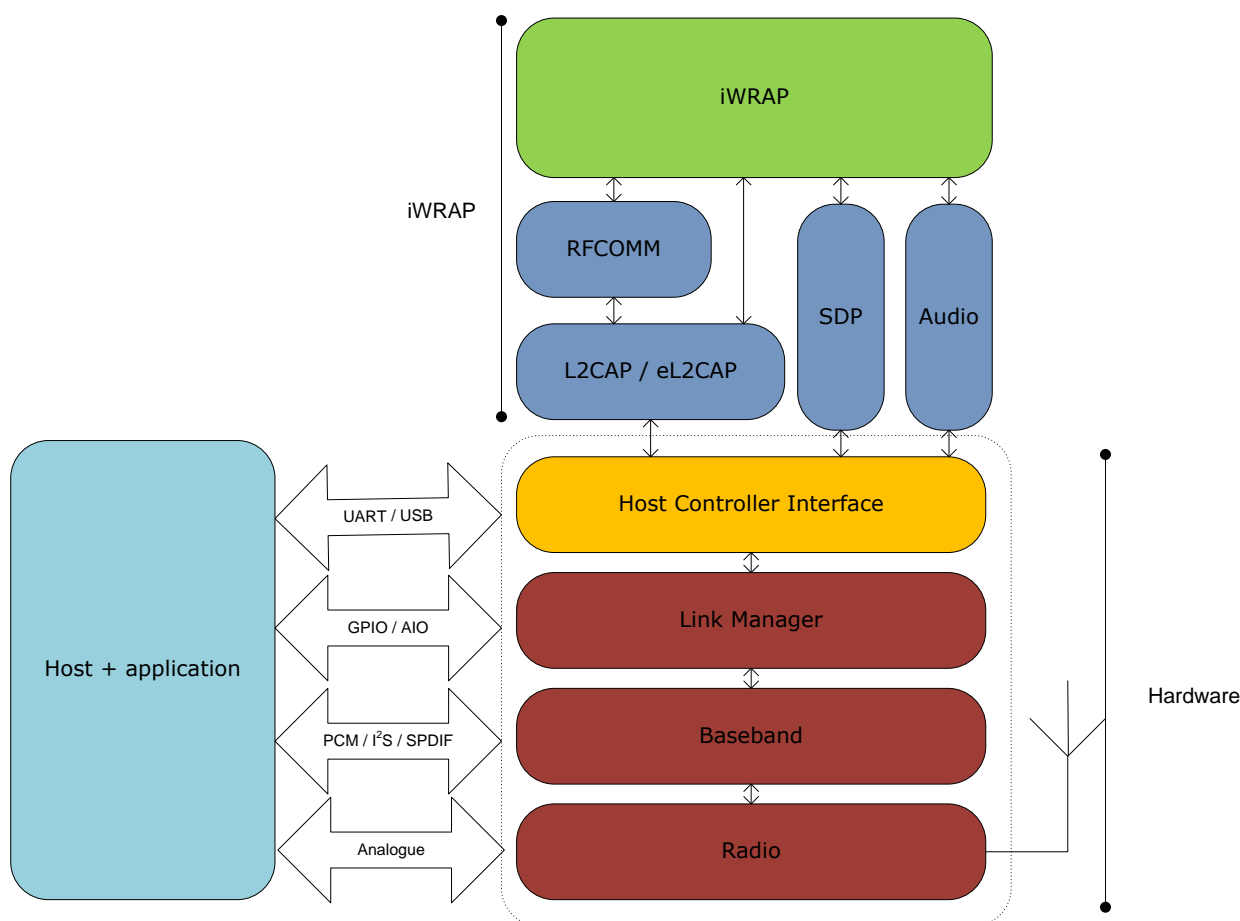 iWRAP
iWRAP
RFCOMM
SDP
Audio
L2CAP / eL2CAP
Host Controller Interface
UART / USB
Link Manager
GPIO / AIO
Host + application
Hardware
Baseband
PCM / I²S / SPDIF
Radio
Analogue